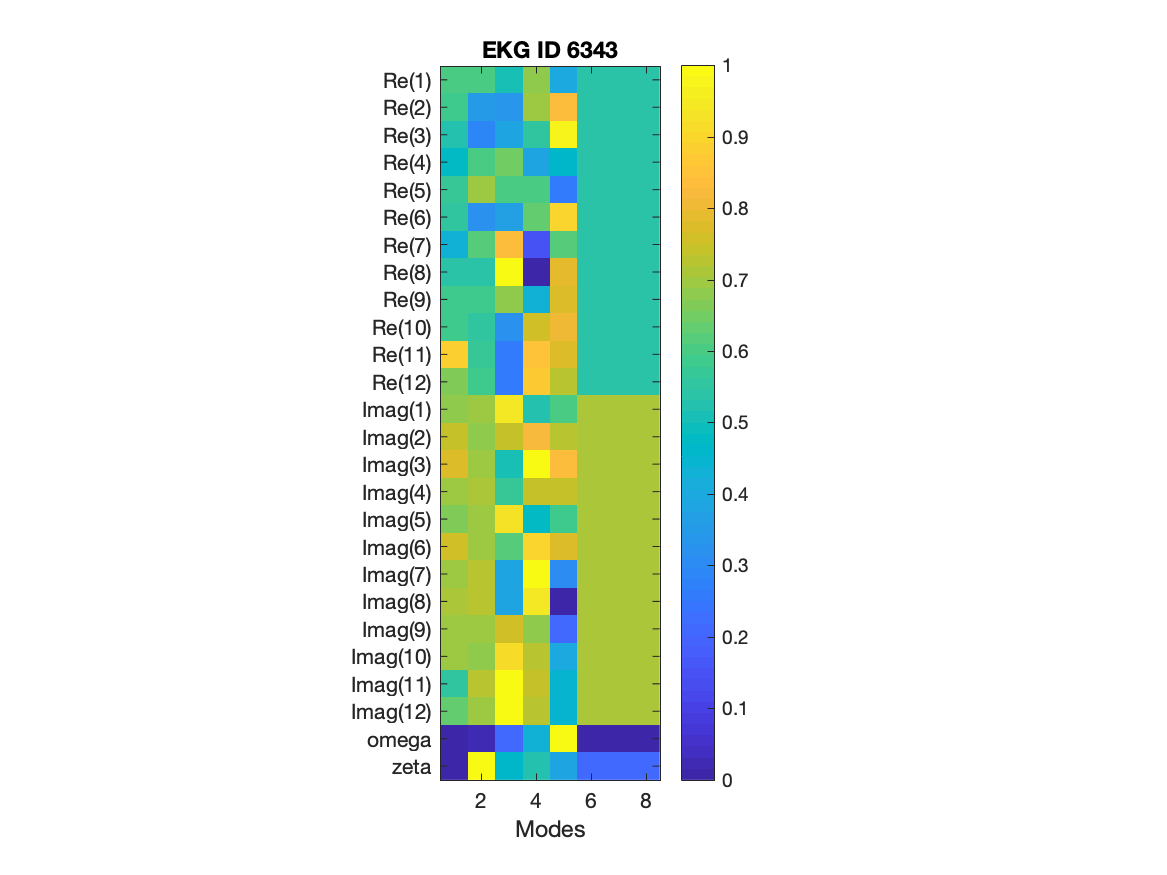 EKG ID 6343
Re(1)
Re(2)
Re(3)
Re(4)
Re(5)
Re(6)
Re(7)
Re(8)
Re(9)
Re(10)
Re(11)
Re(12)
Imag(1)
Imag(2)
Imag(3)
Imag(4)
Imag(5)
Imag(6)
Imag(7)
Imag(8)
Imag(9)
Imag(10)
Imag(11)
Imag(12)
omega
zeta
2 4 6 8
Modes
1
0.9
0.8
0.7
0.6
0.5
0.4
0.3
0.2
0.1
0